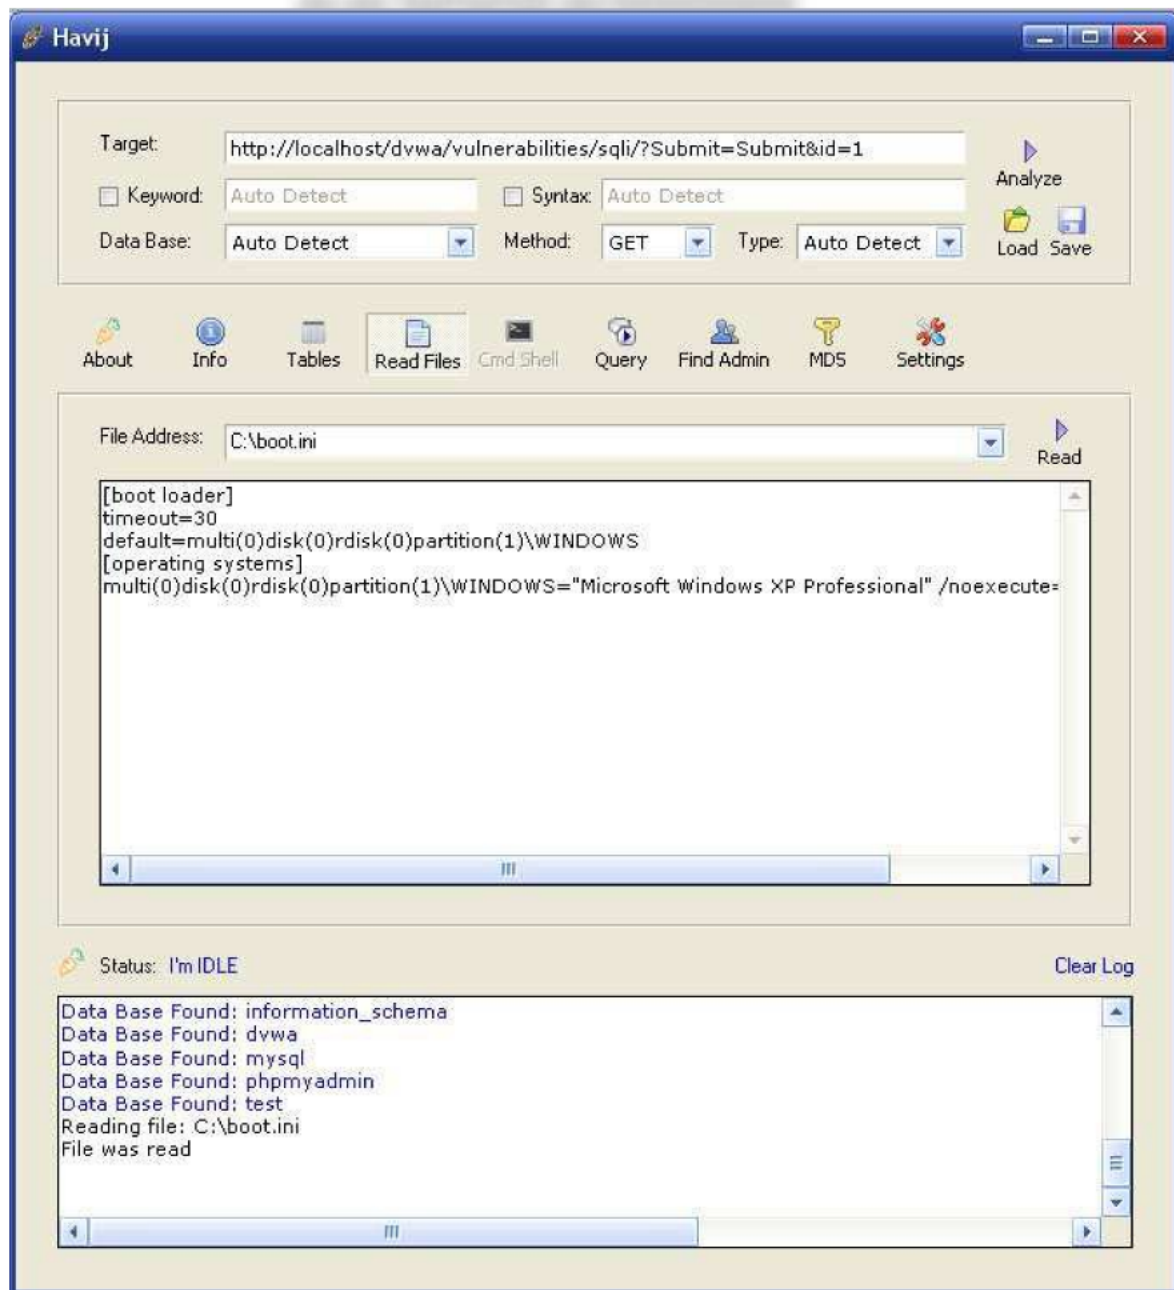 Havij
Target: http://localhost/dvwa/vulnerabilities/sqli/?Submit=Submit&id=1
Analyze
Keyword: Auto Detect Syntax: Auto Detect
Data Base: Auto Detect Method: GET Type: Auto Detect
Load Save
About Info Tables Read Files Cmd Shell Query Find Admin MD5 Settings
File Address: C:\boot.ini
Read
[boot loader]
timeout=30
default=multi(0)disk(0)rdisk(0)partition(1)\WINDOWS
[operating systems]
multi(0)disk(0)rdisk(0)partition(1)\WINDOWS="Microsoft Windows XP Professional" /noexecute=
Status: I'm IDLE Clear Log
Data Base Found: information_schema
Data Base Found: dvwa
Data Base Found: mysql
Data Base Found: phpmyadmin
Data Base Found: test
Reading file: C:\boot.ini
File was read